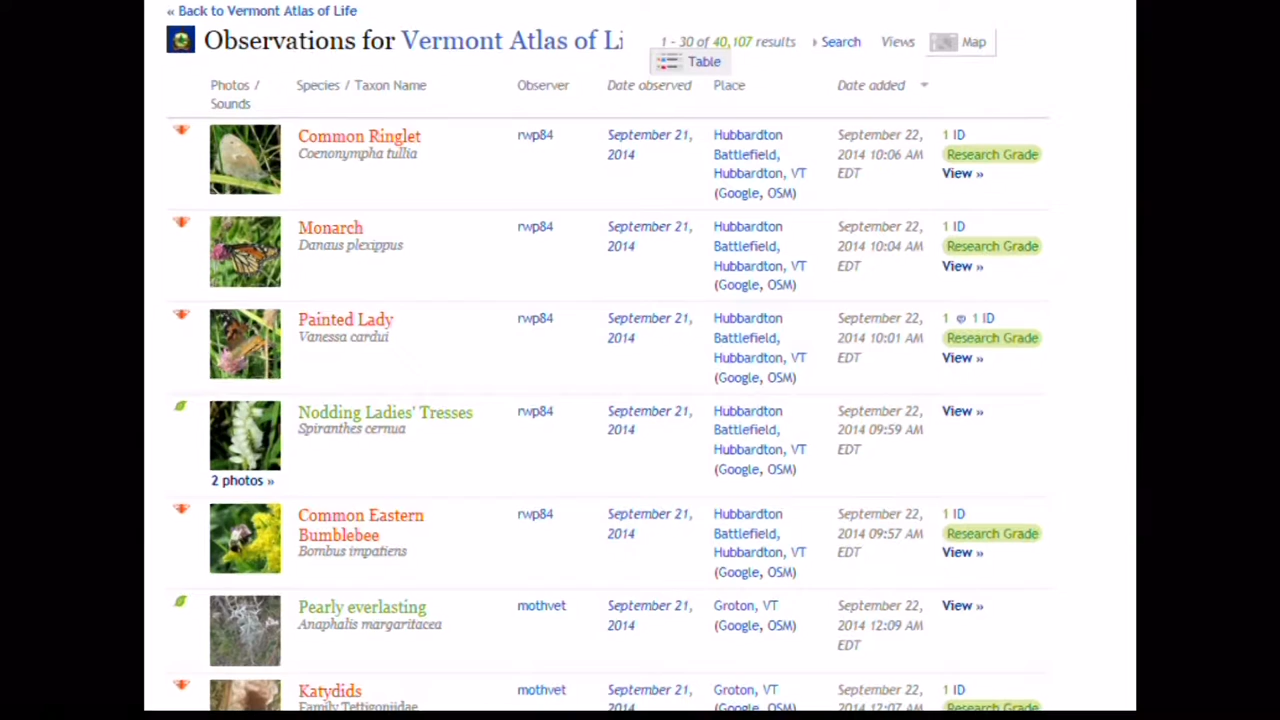 « Back to Vermont Atlas of Life
Observations for Vermont Atlas of Li
1 - 30 of 40,107 results
Search
Views
Map
Table
Photos /
Sounds
Species / Taxon Name
Observer
Date observed
Place
Date added
Common Ringlet
Coenonympha tullia
rwp84
September 21,
2014
Hubbardton
Battlefield,
Hubbardton, VT
(Google, OSM)
September 22,
2014 10:06 AM
EDT
1 ID
Research Grade
View »
Monarch
Danaus plexippus
rwp84
September 21,
2014
Hubbardton
Battlefield,
Hubbardton, VT
(Google, OSM)
September 22,
2014 10:04 AM
EDT
1 ID
Research Grade
View »
Painted Lady
Vanessa cardui
rwp84
September 21,
2014
Hubbardton
Battlefield,
Hubbardton, VT
(Google, OSM)
September 22,
2014 10:01 AM
EDT
1 1 ID
Research Grade
View »
Nodding Ladies' Tresses
Spiranthes cernua
2 photos »
rwp84
September 21,
2014
Hubbardton
Battlefield,
Hubbardton, VT
(Google, OSM)
September 22,
2014 09:59 AM
EDT
View »
Common Eastern
Bumblebee
Bombus impatiens
rwp84
September 21,
2014
Hubbardton
Battlefield,
Hubbardton, VT
(Google, OSM)
September 22,
2014 09:57 AM
EDT
1 ID
Research Grade
View »
Pearly everlasting
Anaphalis margaritacea
mothvet
September 21,
2014
Groton, VT
(Google, OSM)
September 22,
2014 12:09 AM
EDT
View »
Katydids
Family Tettigoniidae
mothvet
September 21,
2014
Groton, VT
(Google, OSM)
September 22,
2014 12:07 AM
1 ID
Research Grade